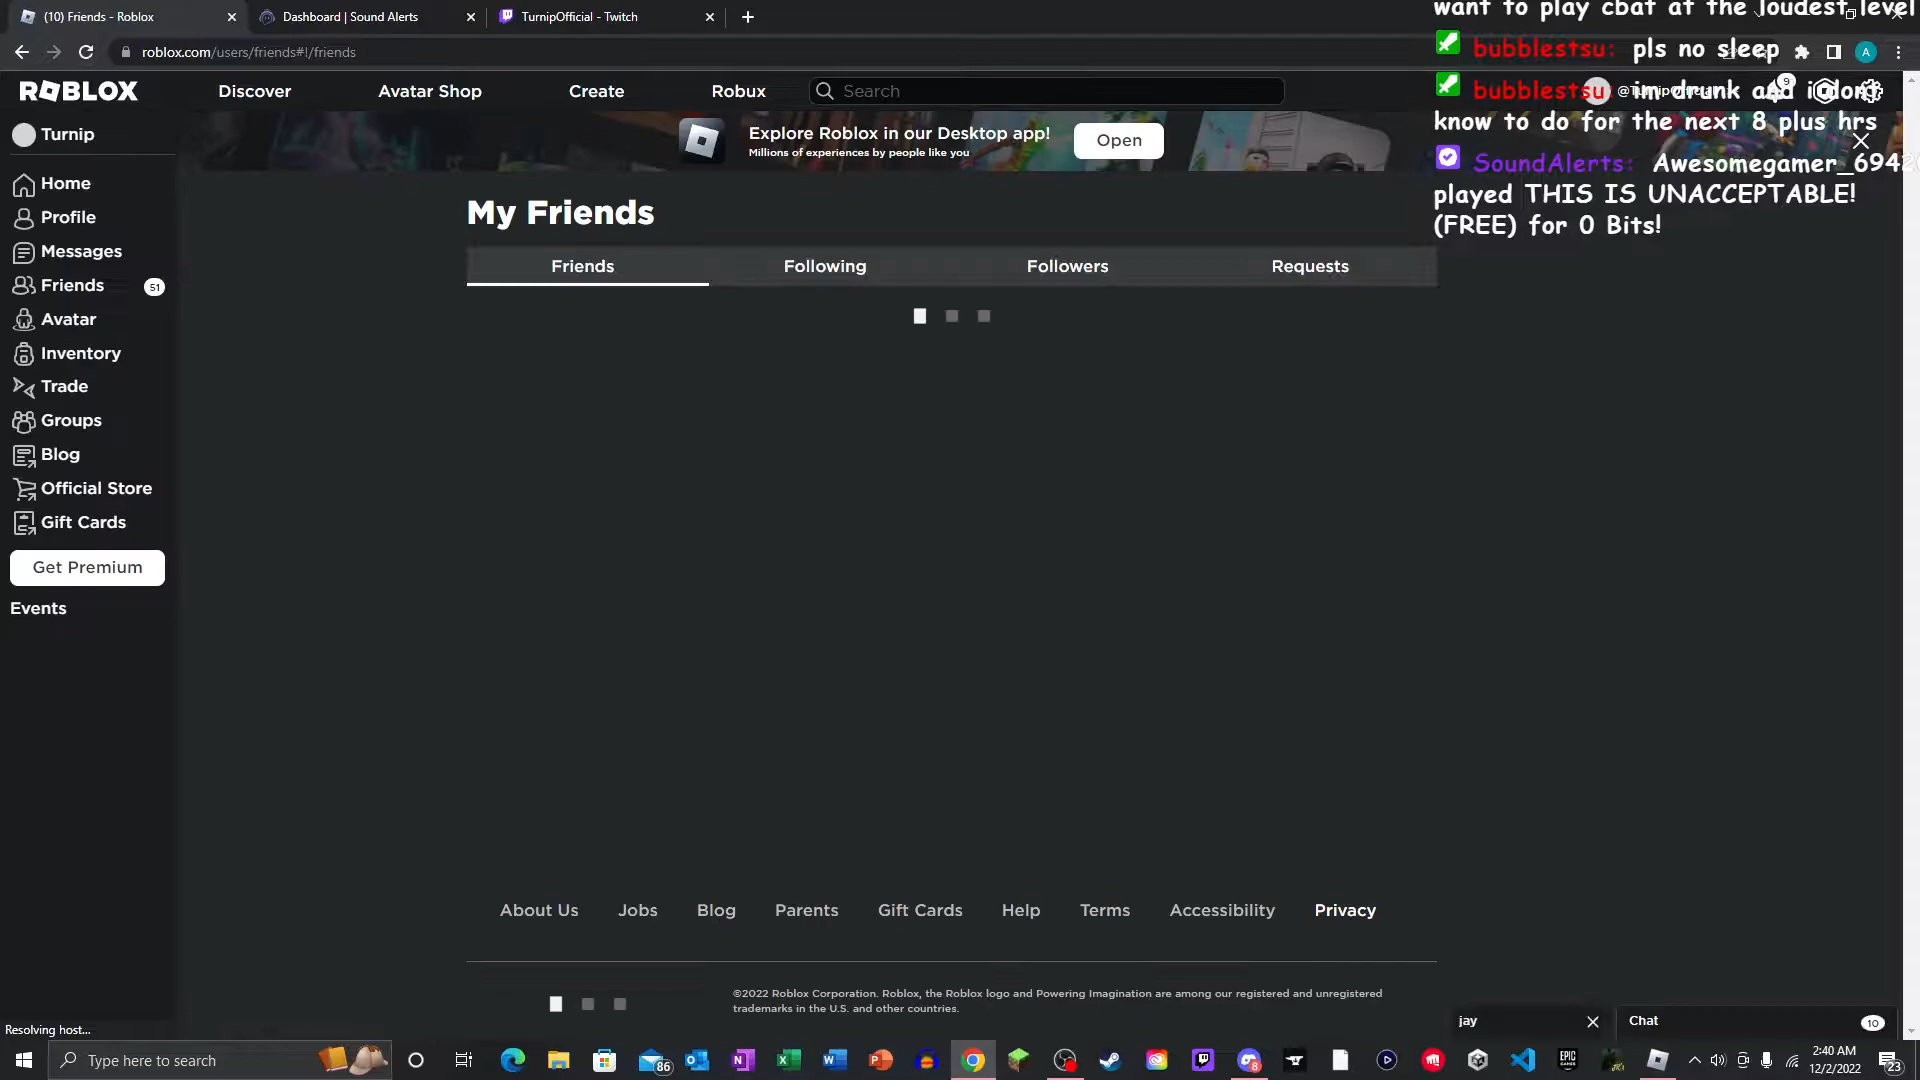 (10) Friends - Roblox
Dashboard | Sound Alerts
TurnipOfficial - Twitch
roblox.com/users/friends#!/friends
want to play cbat at the loudest level
bubblestsu: pls no sleep
bubblestsu: im drunk and i dont
know to do for the next 8 plus hrs
SoundAlerts: Awesomegamer_6942
played THIS IS UNACCEPTABLE!
(FREE) for 0 Bits!
ROBLOX
Discover
Avatar Shop
Create
Robux
Search
9
Turnip
Explore Roblox in our Desktop app!
Millions of experiences by people like you
Open
Home
Profile
Messages
Friends 51
Avatar
Inventory
Trade
Groups
Blog
Official Store
Gift Cards
Get Premium
Events
My Friends
Friends
Following
Followers
Requests
About Us
Jobs
Blog
Parents
Gift Cards
Help
Terms
Accessibility
Privacy
©2022 Roblox Corporation. Roblox, the Roblox logo and Powering Imagination are among our registered and unregistered
trademarks in the U.S. and other countries.
jay
Chat
10
Resolving host...
Type here to search
86
8
EPIC
GAMES
2:40 AM
12/2/2022
23